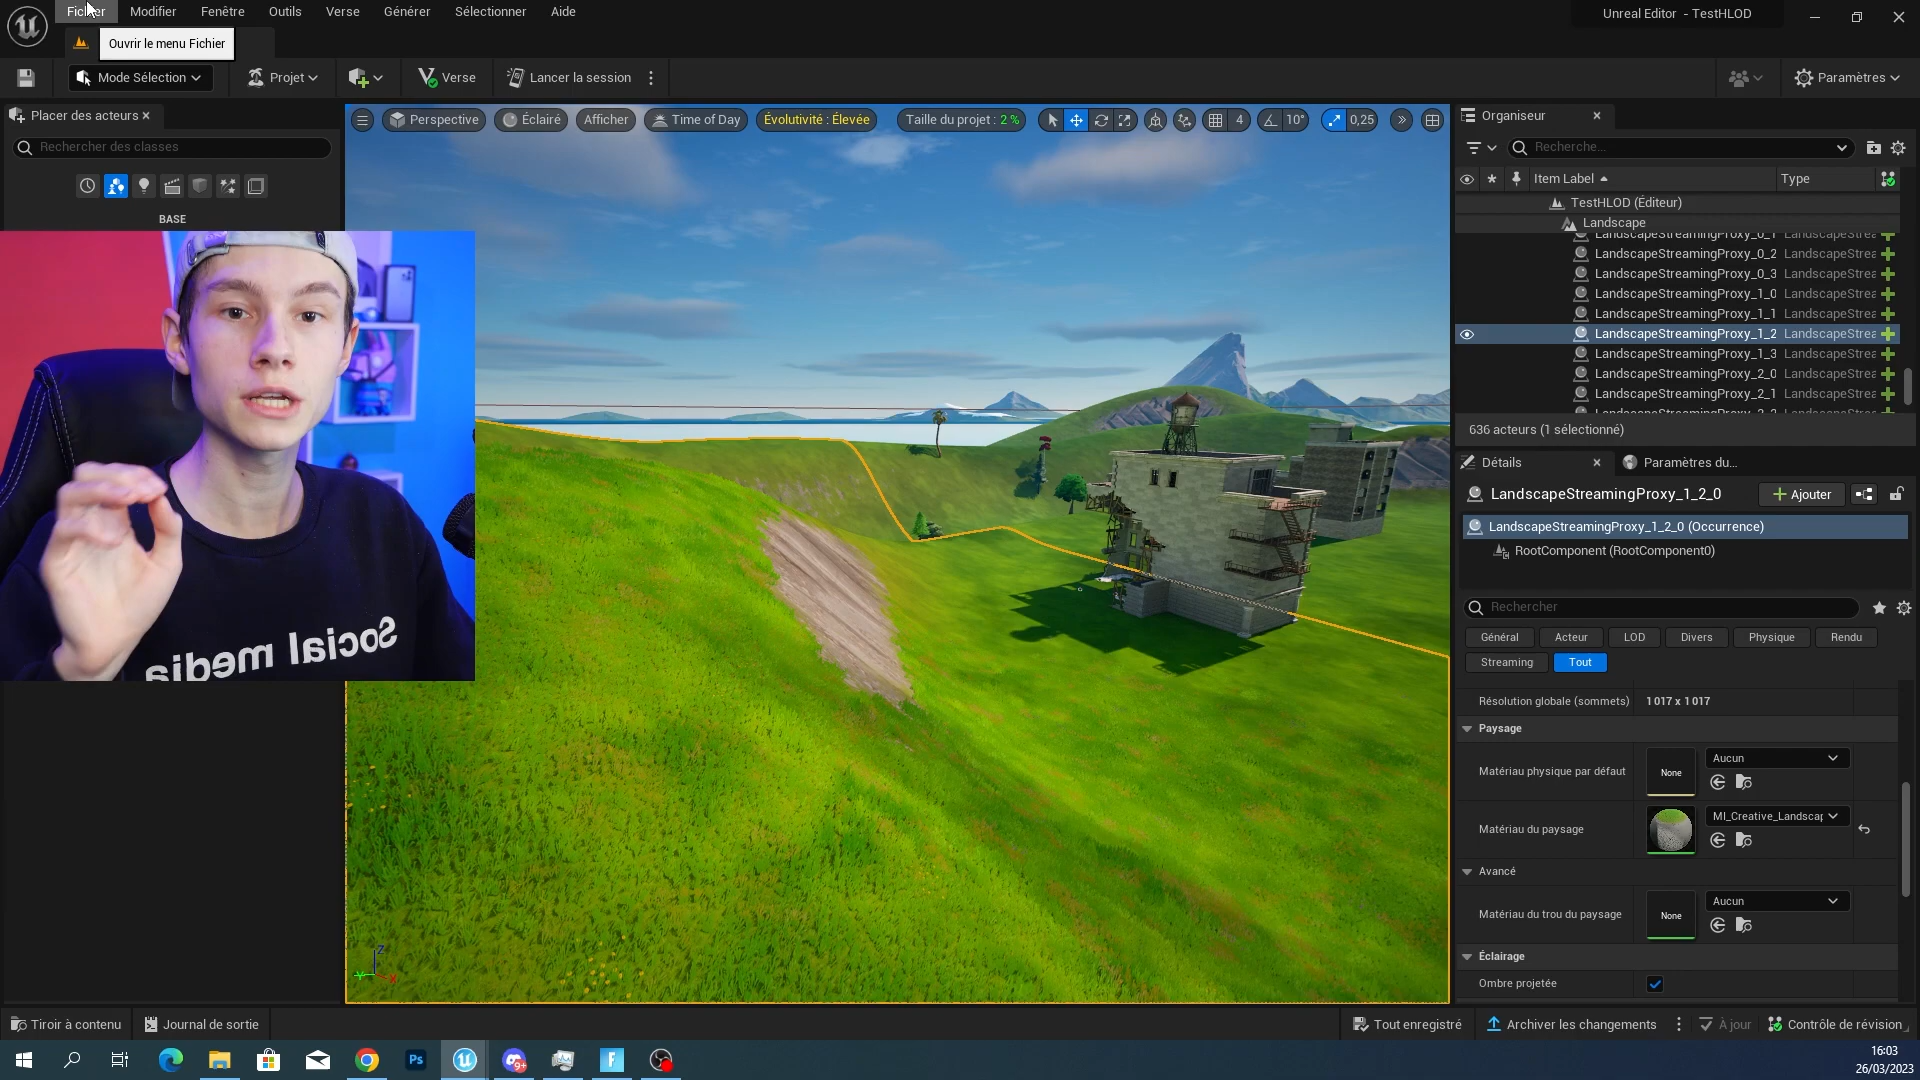 Fichier
Modifier
Fenêtre
Outils
Verse
Générer
Sélectionner
Aide
Unreal Editor - TestHLOD
Ouvrir le menu Fichier
Mode Sélection
Projet
Verse
Lancer la session
Paramètres
Placer des acteurs
Rechercher des classes
BASE
Perspective
Éclairé
Afficher
Time of Day
Évolutivité : Élevée
Taille du projet : 2 %
4
10°
0,25
Organiseur
Recherche...
Item Label
Type
TestHLOD (Éditeur)
Landscape
LandscapeStreamingProxy_0_1 LandscapeStrea
LandscapeStreamingProxy_0_2 LandscapeStrea
LandscapeStreamingProxy_0_3 LandscapeStrea
LandscapeStreamingProxy_1_0 LandscapeStrea
LandscapeStreamingProxy_1_1 LandscapeStrea
LandscapeStreamingProxy_1_2 LandscapeStrea
LandscapeStreamingProxy_1_3 LandscapeStrea
LandscapeStreamingProxy_2_0 LandscapeStrea
LandscapeStreamingProxy_2_1 LandscapeStrea
636 acteurs (1 sélectionné)
Détails
Paramètres du...
LandscapeStreamingProxy_1_2_0
Ajouter
LandscapeStreamingProxy_1_2_0 (Occurrence)
RootComponent (RootComponent0)
Rechercher
Général
Acteur
LOD
Divers
Physique
Rendu
Streaming
Tout
Résolution globale (sommets) 1 017 x 1 017
Paysage
Matériau physique par défaut
None
Aucun
Matériau du paysage
MI_Creative_Landscap
Avancé
Matériau du trou du paysage
None
Aucun
Éclairage
Ombre projetée
Social media
Z
Y
X
Tiroir à contenu
Journal de sortie
Tout enregistré
Archiver les changements
À jour
Contrôle de révision
Ps
9+
F
16:03
26/03/2023